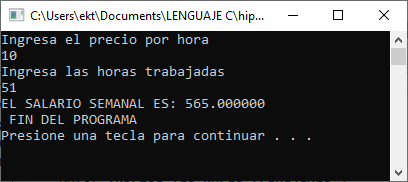 C:\Users\ekt\Documents\LENGUAJE C\hip...
Ingresa el precio por hora
10
Ingresa las horas trabajadas
51
EL SALARIO SEMANAL ES: 565.000000
 FIN DEL PROGRAMA
Presione una tecla para continuar . . .